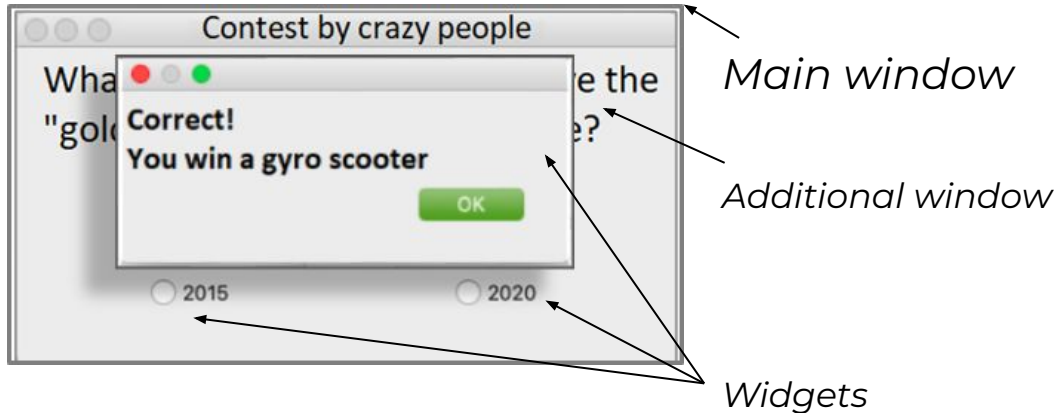 Contest by crazy people
Main window
e the
"gol
Correct!
You win a gyro scooter
OK
Additional window
2015
2020
Widgets